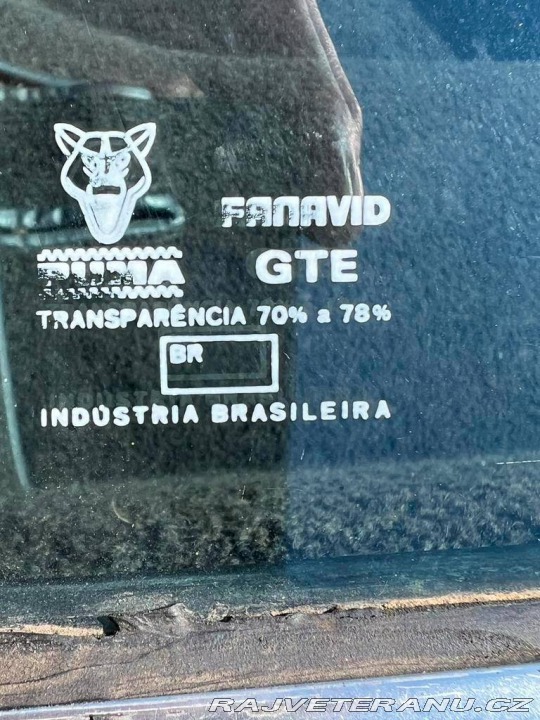 FANAVID
PUMA GTE
TRANSPARÊNCIA 70% a 78%
BR
INDÚSTRIA BRASILEIRA
RAJVETERANU.CZ